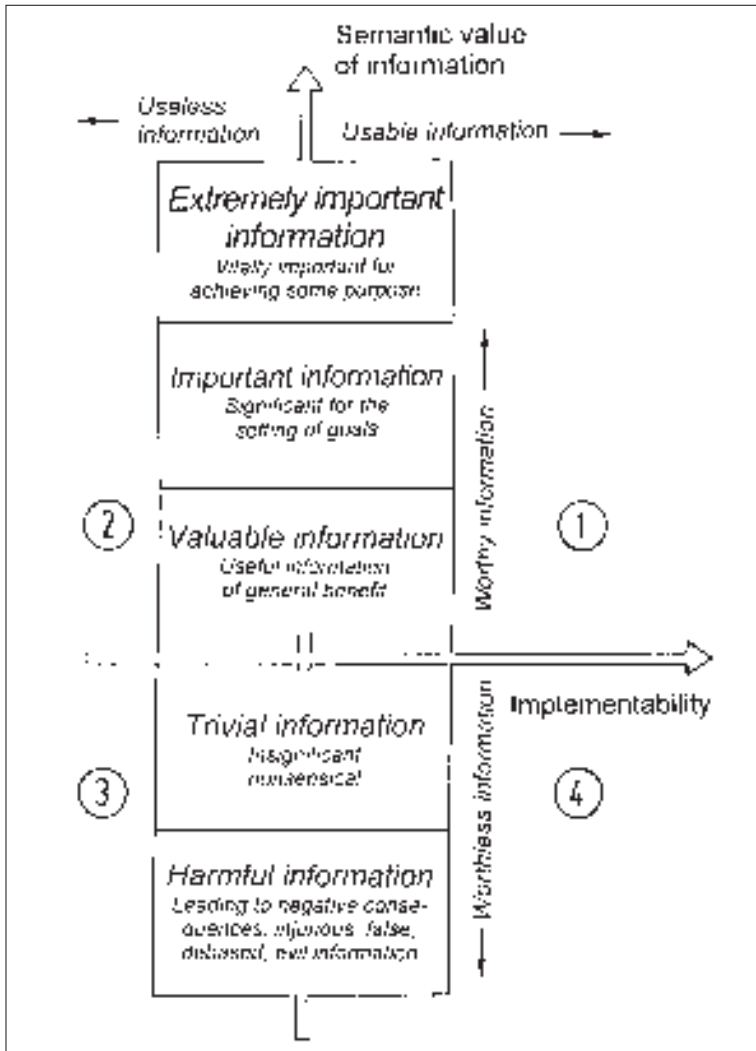 Semantic value
of information
Useless
information
Usable information
Extremely important
information
Vitally important for
achieving some purpose
Important information
Significant for the
setting of goals
Worthy information
2
1
Valuable information
Useful information
of general benefit
Implementability
Trivial information
Insignificant
nonsensical
Worthless information
3
4
Harmful information
Leading to negative conse-
quences, injurious, false,
debased, evil information